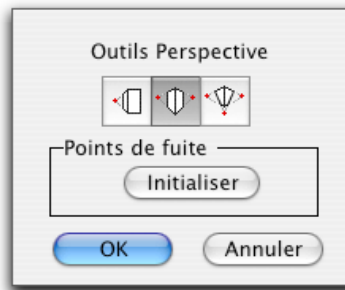 Outils Perspective
Points de fuite
Initialiser
OK
Annuler